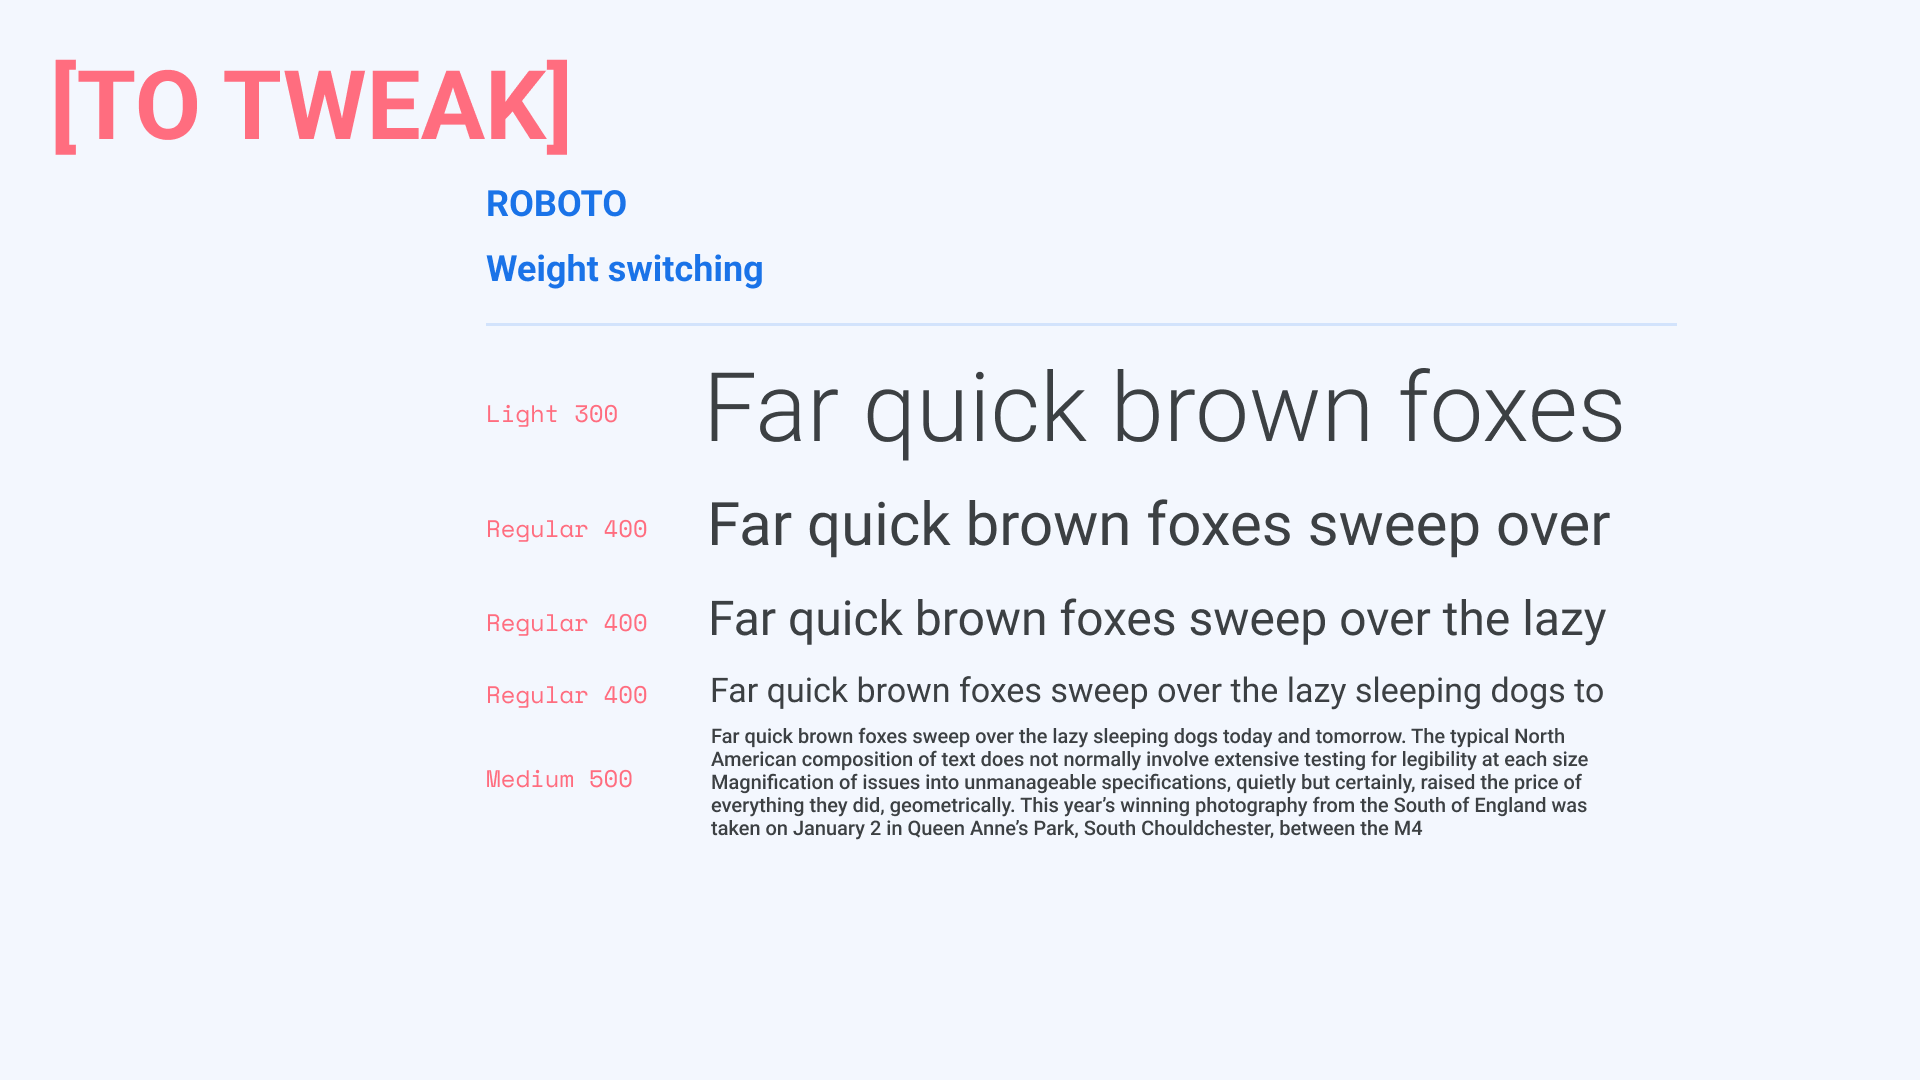 [TO TWEAK]
ROBOTO
Weight switching
Light 300
Far quick brown foxes
Regular 400
Far quick brown foxes sweep over
Regular 400
Far quick brown foxes sweep over the lazy
Regular 400
Far quick brown foxes sweep over the lazy sleeping dogs to
Medium 500
Far quick brown foxes sweep over the lazy sleeping dogs today and tomorrow. The typical North
American composition of text does not normally involve extensive testing for legibility at each size
Magnification of issues into unmanageable specifications, quietly but certainly, raised the price of
everything they did, geometrically. This year’s winning photography from the South of England was
taken on January 2 in Queen Anne’s Park, South Chouldchester, between the M4